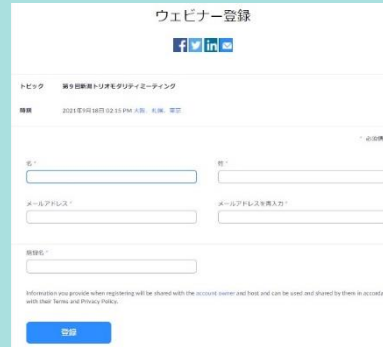 ウェビナー登録
トピック 第9回新潟トリオモダリティミーティング
時間 2021年9月18日 02:15 PM 大阪、札幌、東京
* 必須
名 *
姓 *
メールアドレス *
メールアドレスを再入力 *
施設名 *
Information you provide when registering will be shared with the account owner and host and can be used and shared by them in accorda
with their Terms and Privacy Policy.
登録